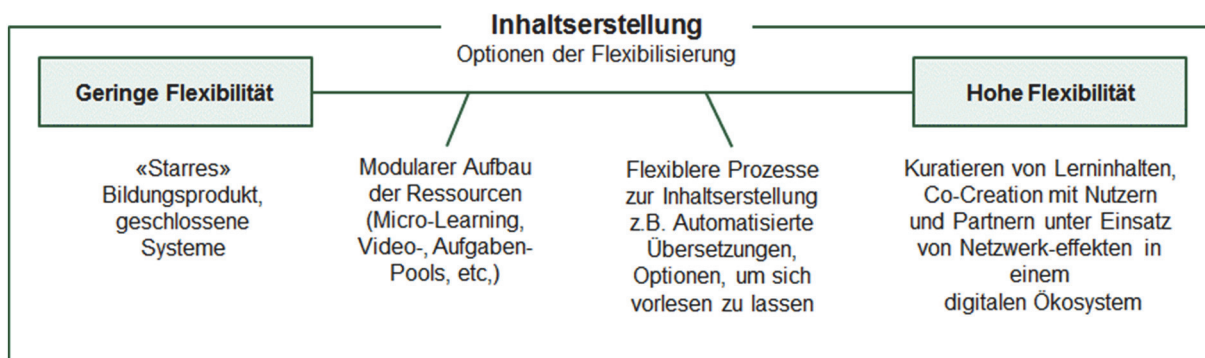 Inhaltserstellung
Optionen der Flexibilisierung
Geringe Flexibilität
Hohe Flexibilität
«Starres»
Bildungsprodukt,
geschlossene
Systeme
Modularer Aufbau
der Ressourcen
(Micro-Learning,
Video-, Aufgaben-
Pools, etc,)
Flexiblere Prozesse
zur Inhaltserstellung
z.B. Automatisierte
Übersetzungen,
Optionen, um sich
vorlesen zu lassen
Kuratieren von Lerninhalten,
Co-Creation mit Nutzern
und Partnern unter Einsatz
von Netzwerk-effekten in
einem
digitalen Ökosystem